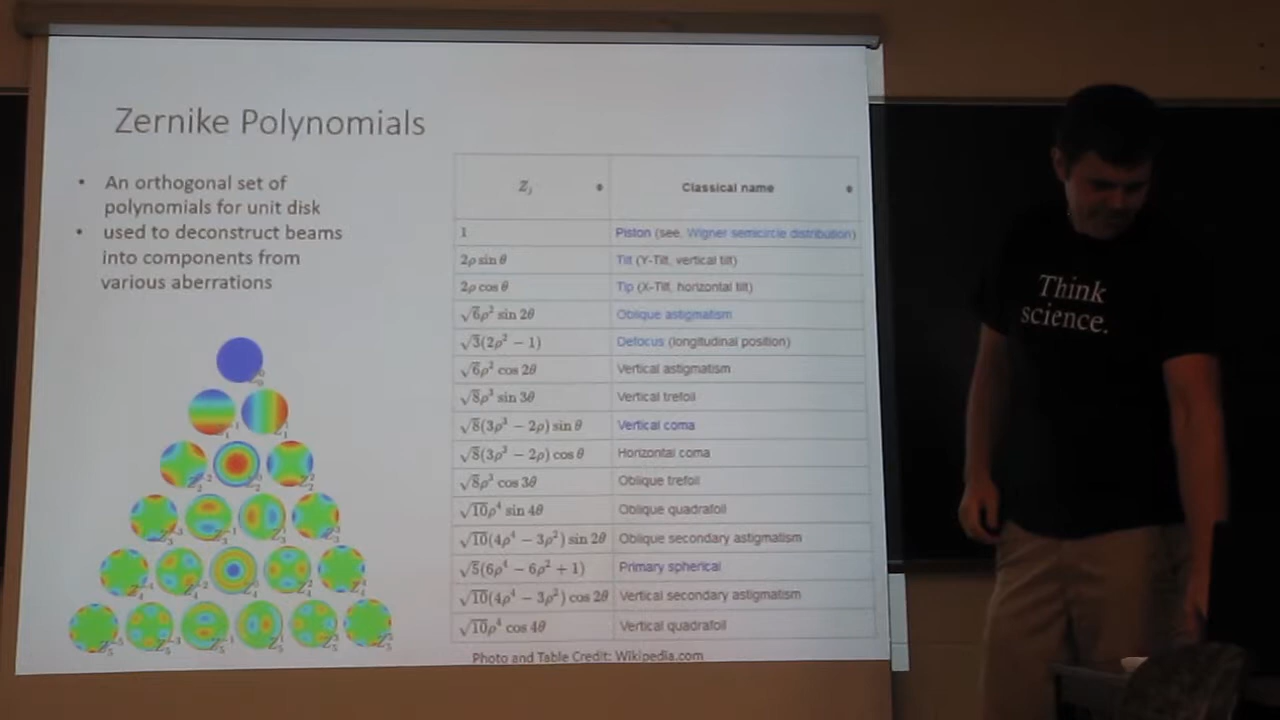 Zernike Polynomials
• An orthogonal set of
polynomials for unit disk
• used to deconstruct beams
into components from
various aberrations
Z_j Classical name
1 Piston (see, Wigner semicircle distribution)
2ρ sin θ Tilt (Y-Tilt, vertical tilt)
2ρ cos θ Tip (X-Tilt, horizontal tilt)
√6ρ² sin 2θ Oblique astigmatism
√3(2ρ² − 1) Defocus (longitudinal position)
√6ρ² cos 2θ Vertical astigmatism
√8ρ³ sin 3θ Vertical trefoil
√8(3ρ³ − 2ρ) sin θ Vertical coma
√8(3ρ³ − 2ρ) cos θ Horizontal coma
√8ρ³ cos 3θ Oblique trefoil
√10ρ⁴ sin 4θ Oblique quadrafoil
√10(4ρ⁴ − 3ρ²) sin 2θ Oblique secondary astigmatism
√5(6ρ⁴ − 6ρ² + 1) Primary spherical
√10(4ρ⁴ − 3ρ²) cos 2θ Vertical secondary astigmatism
√10ρ⁴ cos 4θ Vertical quadrafoil
Photo and Table Credit: Wikipedia.com
Think
science.